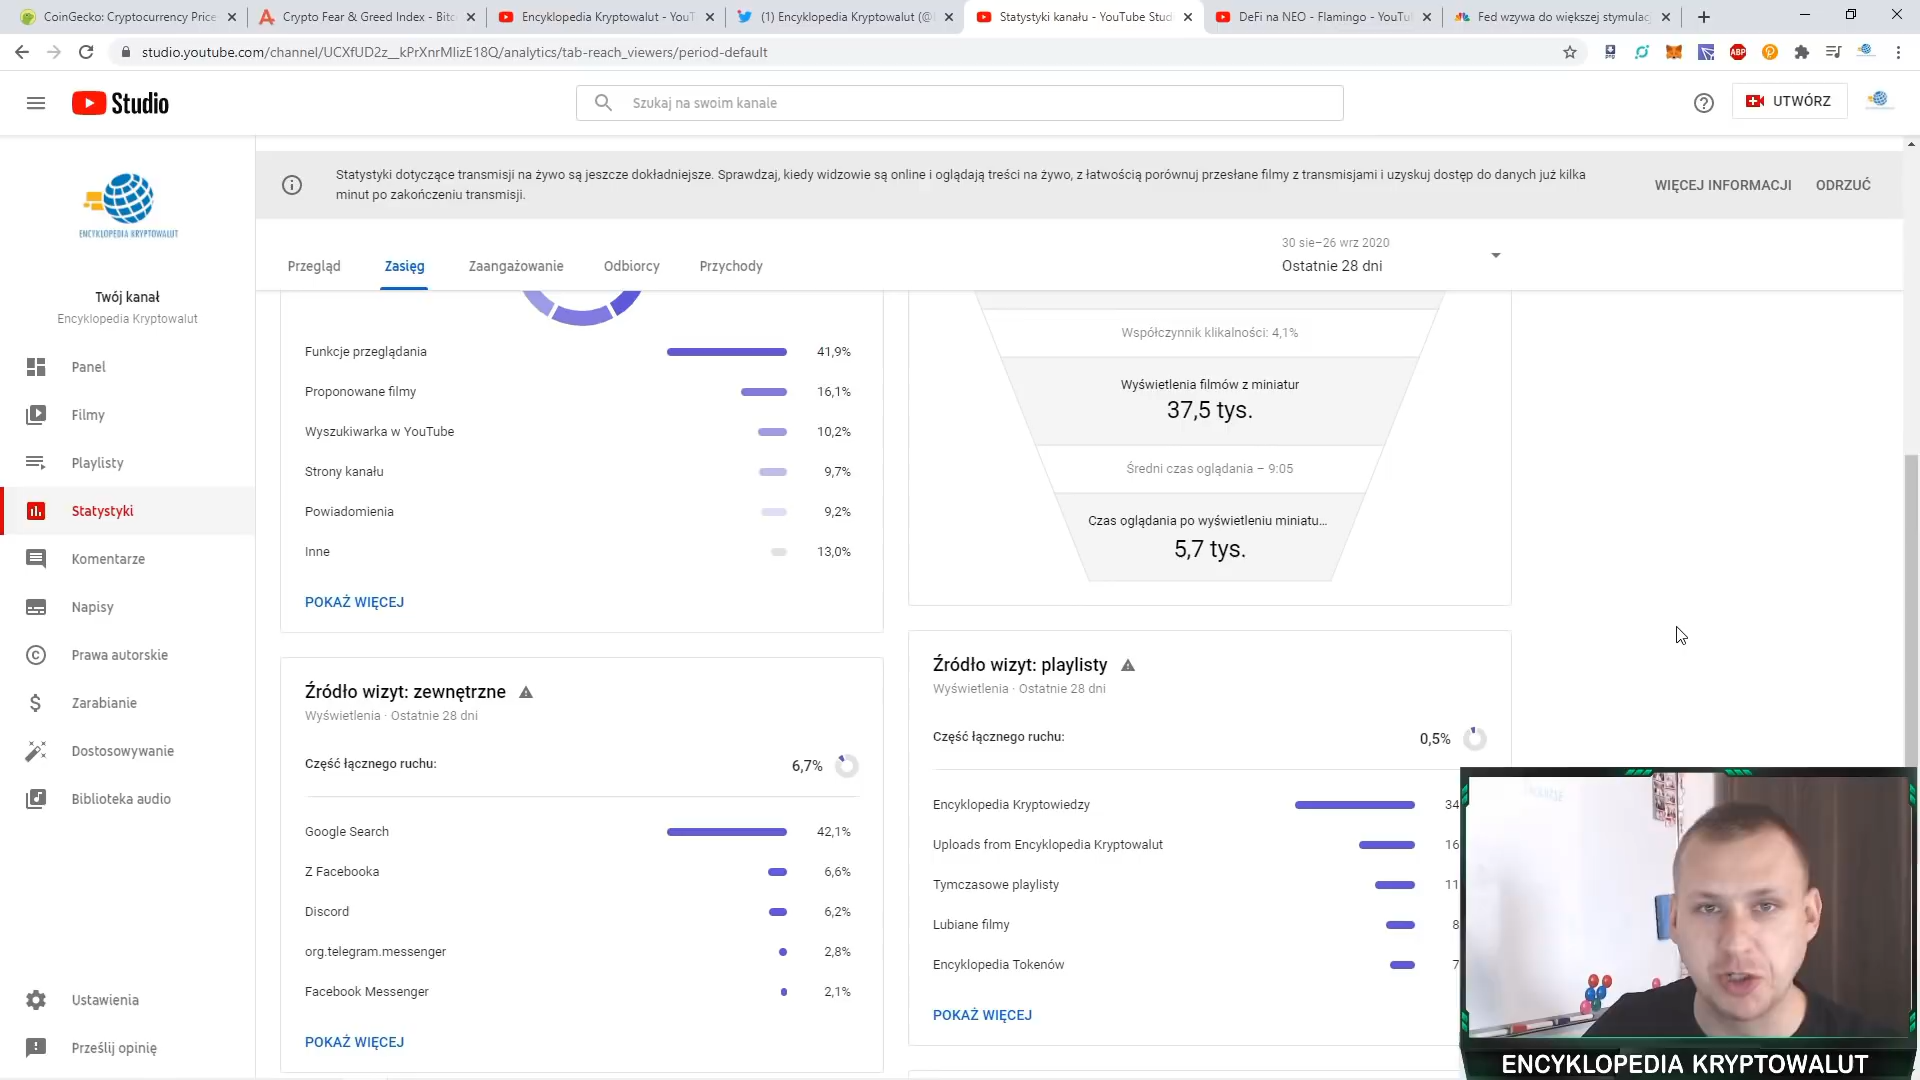 CoinGecko: Cryptocurrency Price
Crypto Fear & Greed Index - Bitc
Encyklopedia Kryptowalut - YouT
(1) Encyklopedia Kryptowalut (@
Statystyki kanału - YouTube Stud
DeFi na NEO - Flamingo - YouTu
Fed wzywa do większej stymulac
studio.youtube.com/channel/UCXfUD2z__kPrXnrMlizE18Q/analytics/tab-reach_viewers/period-default
ABP
Studio
Szukaj na swoim kanale
UTWÓRZ
Statystyki dotyczące transmisji na żywo są jeszcze dokładniejsze. Sprawdzaj, kiedy widzowie są online i oglądają treści na żywo, z łatwością porównuj przesłane filmy z transmisjami i uzyskuj dostęp do danych już kilka
minut po zakończeniu transmisji.
WIĘCEJ INFORMACJI
ODRZUĆ
ENCYKLOPEDIA KRYPTOWALUT
Twój kanał
Encyklopedia Kryptowalut
Panel
Filmy
Playlisty
Statystyki
Komentarze
Napisy
Prawa autorskie
Zarabianie
Dostosowywanie
Biblioteka audio
Ustawienia
Prześlij opinię
Przegląd
Zasięg
Zaangażowanie
Odbiorcy
Przychody
30 sie–26 wrz 2020
Ostatnie 28 dni
Funkcje przeglądania 41,9%
Proponowane filmy 16,1%
Wyszukiwarka w YouTube 10,2%
Strony kanału 9,7%
Powiadomienia 9,2%
Inne 13,0%
POKAŻ WIĘCEJ
Współczynnik klikalności: 4,1%
Wyświetlenia filmów z miniatur
37,5 tys.
Średni czas oglądania – 9:05
Czas oglądania po wyświetleniu miniatu...
5,7 tys.
Źródło wizyt: zewnętrzne
Wyświetlenia · Ostatnie 28 dni
Część łącznego ruchu: 6,7%
Google Search 42,1%
Z Facebooka 6,6%
Discord 6,2%
org.telegram.messenger 2,8%
Facebook Messenger 2,1%
POKAŻ WIĘCEJ
Źródło wizyt: playlisty
Wyświetlenia · Ostatnie 28 dni
Część łącznego ruchu: 0,5%
Encyklopedia Kryptowiedzy 34
Uploads from Encyklopedia Kryptowalut 16
Tymczasowe playlisty 11
Lubiane filmy 8
Encyklopedia Tokenów 7
POKAŻ WIĘCEJ
ENCYKLOPEDIA KRYPTOWALUT